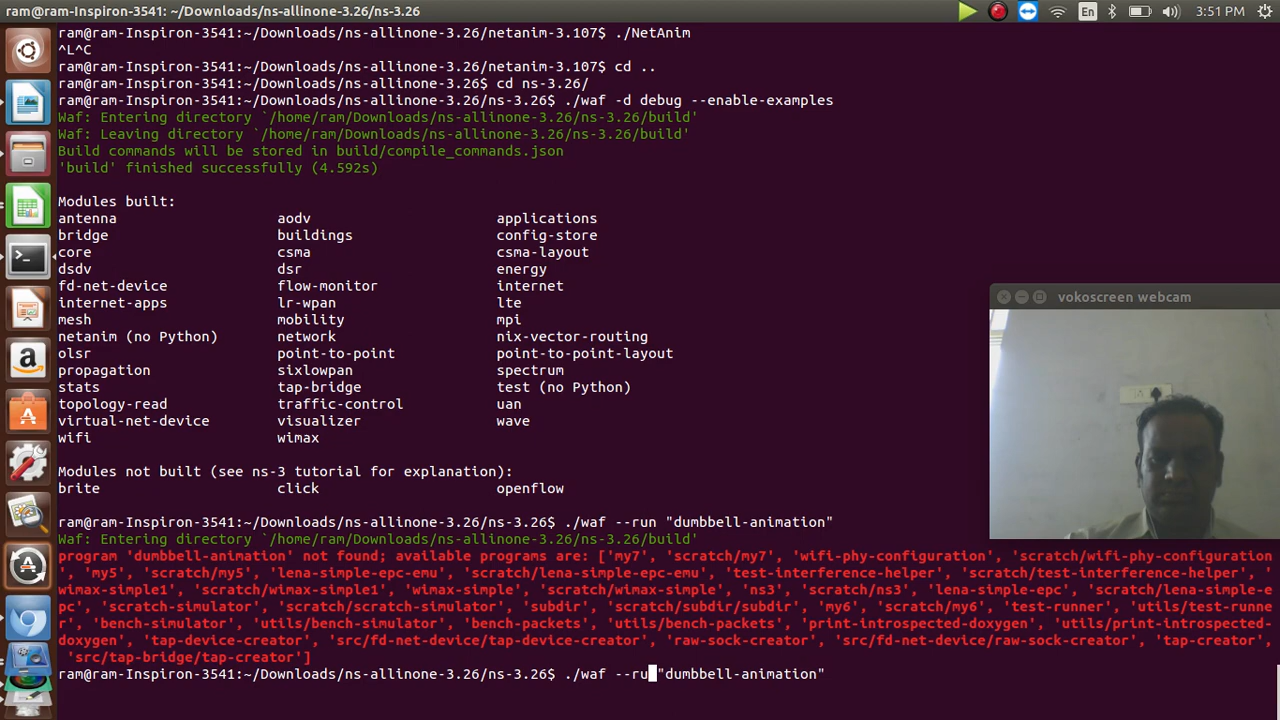 ram@ram-Inspiron-3541: ~/Downloads/ns-allinone-3.26/ns-3.26
En
3:51 PM
ram@ram-Inspiron-3541:~/Downloads/ns-allinone-3.26/netanim-3.107$ ./NetAnim
^L^C
ram@ram-Inspiron-3541:~/Downloads/ns-allinone-3.26/netanim-3.107$ cd ..
ram@ram-Inspiron-3541:~/Downloads/ns-allinone-3.26$ cd ns-3.26/
ram@ram-Inspiron-3541:~/Downloads/ns-allinone-3.26/ns-3.26$ ./waf -d debug --enable-examples
Waf: Entering directory `/home/ram/Downloads/ns-allinone-3.26/ns-3.26/build'
Waf: Leaving directory `/home/ram/Downloads/ns-allinone-3.26/ns-3.26/build'
Build commands will be stored in build/compile_commands.json
'build' finished successfully (4.592s)
Modules built:
antenna aodv applications
bridge buildings config-store
core csma csma-layout
dsdv dsr energy
fd-net-device flow-monitor internet
internet-apps lr-wpan lte
mesh mobility mpi
netanim (no Python) network nix-vector-routing
olsr point-to-point point-to-point-layout
propagation sixlowpan spectrum
stats tap-bridge test (no Python)
topology-read traffic-control uan
virtual-net-device visualizer wave
wifi wimax
Modules not built (see ns-3 tutorial for explanation):
brite click openflow
ram@ram-Inspiron-3541:~/Downloads/ns-allinone-3.26/ns-3.26$ ./waf --run "dumbbell-animation"
Waf: Entering directory `/home/ram/Downloads/ns-allinone-3.26/ns-3.26/build'
program 'dumbbell-animation' not found; available programs are: ['my7', 'scratch/my7', 'wifi-phy-configuration', 'scratch/wifi-phy-configuration
', 'my5', 'scratch/my5', 'lena-simple-epc-emu', 'scratch/lena-simple-epc-emu', 'test-interference-helper', 'scratch/test-interference-helper', '
wimax-simple1', 'scratch/wimax-simple1', 'wimax-simple', 'scratch/wimax-simple', 'ns3', 'scratch/ns3', 'lena-simple-epc', 'scratch/lena-simple-e
pc', 'scratch-simulator', 'scratch/scratch-simulator', 'subdir', 'scratch/subdir/subdir', 'my6', 'scratch/my6', 'test-runner', 'utils/test-runne
r', 'bench-simulator', 'utils/bench-simulator', 'bench-packets', 'utils/bench-packets', 'print-introspected-doxygen', 'utils/print-introspected-
doxygen', 'tap-device-creator', 'src/fd-net-device/tap-device-creator', 'raw-sock-creator', 'src/fd-net-device/raw-sock-creator', 'tap-creator',
'src/tap-bridge/tap-creator']
ram@ram-Inspiron-3541:~/Downloads/ns-allinone-3.26/ns-3.26$ ./waf --ru "dumbbell-animation"
vokoscreen webcam